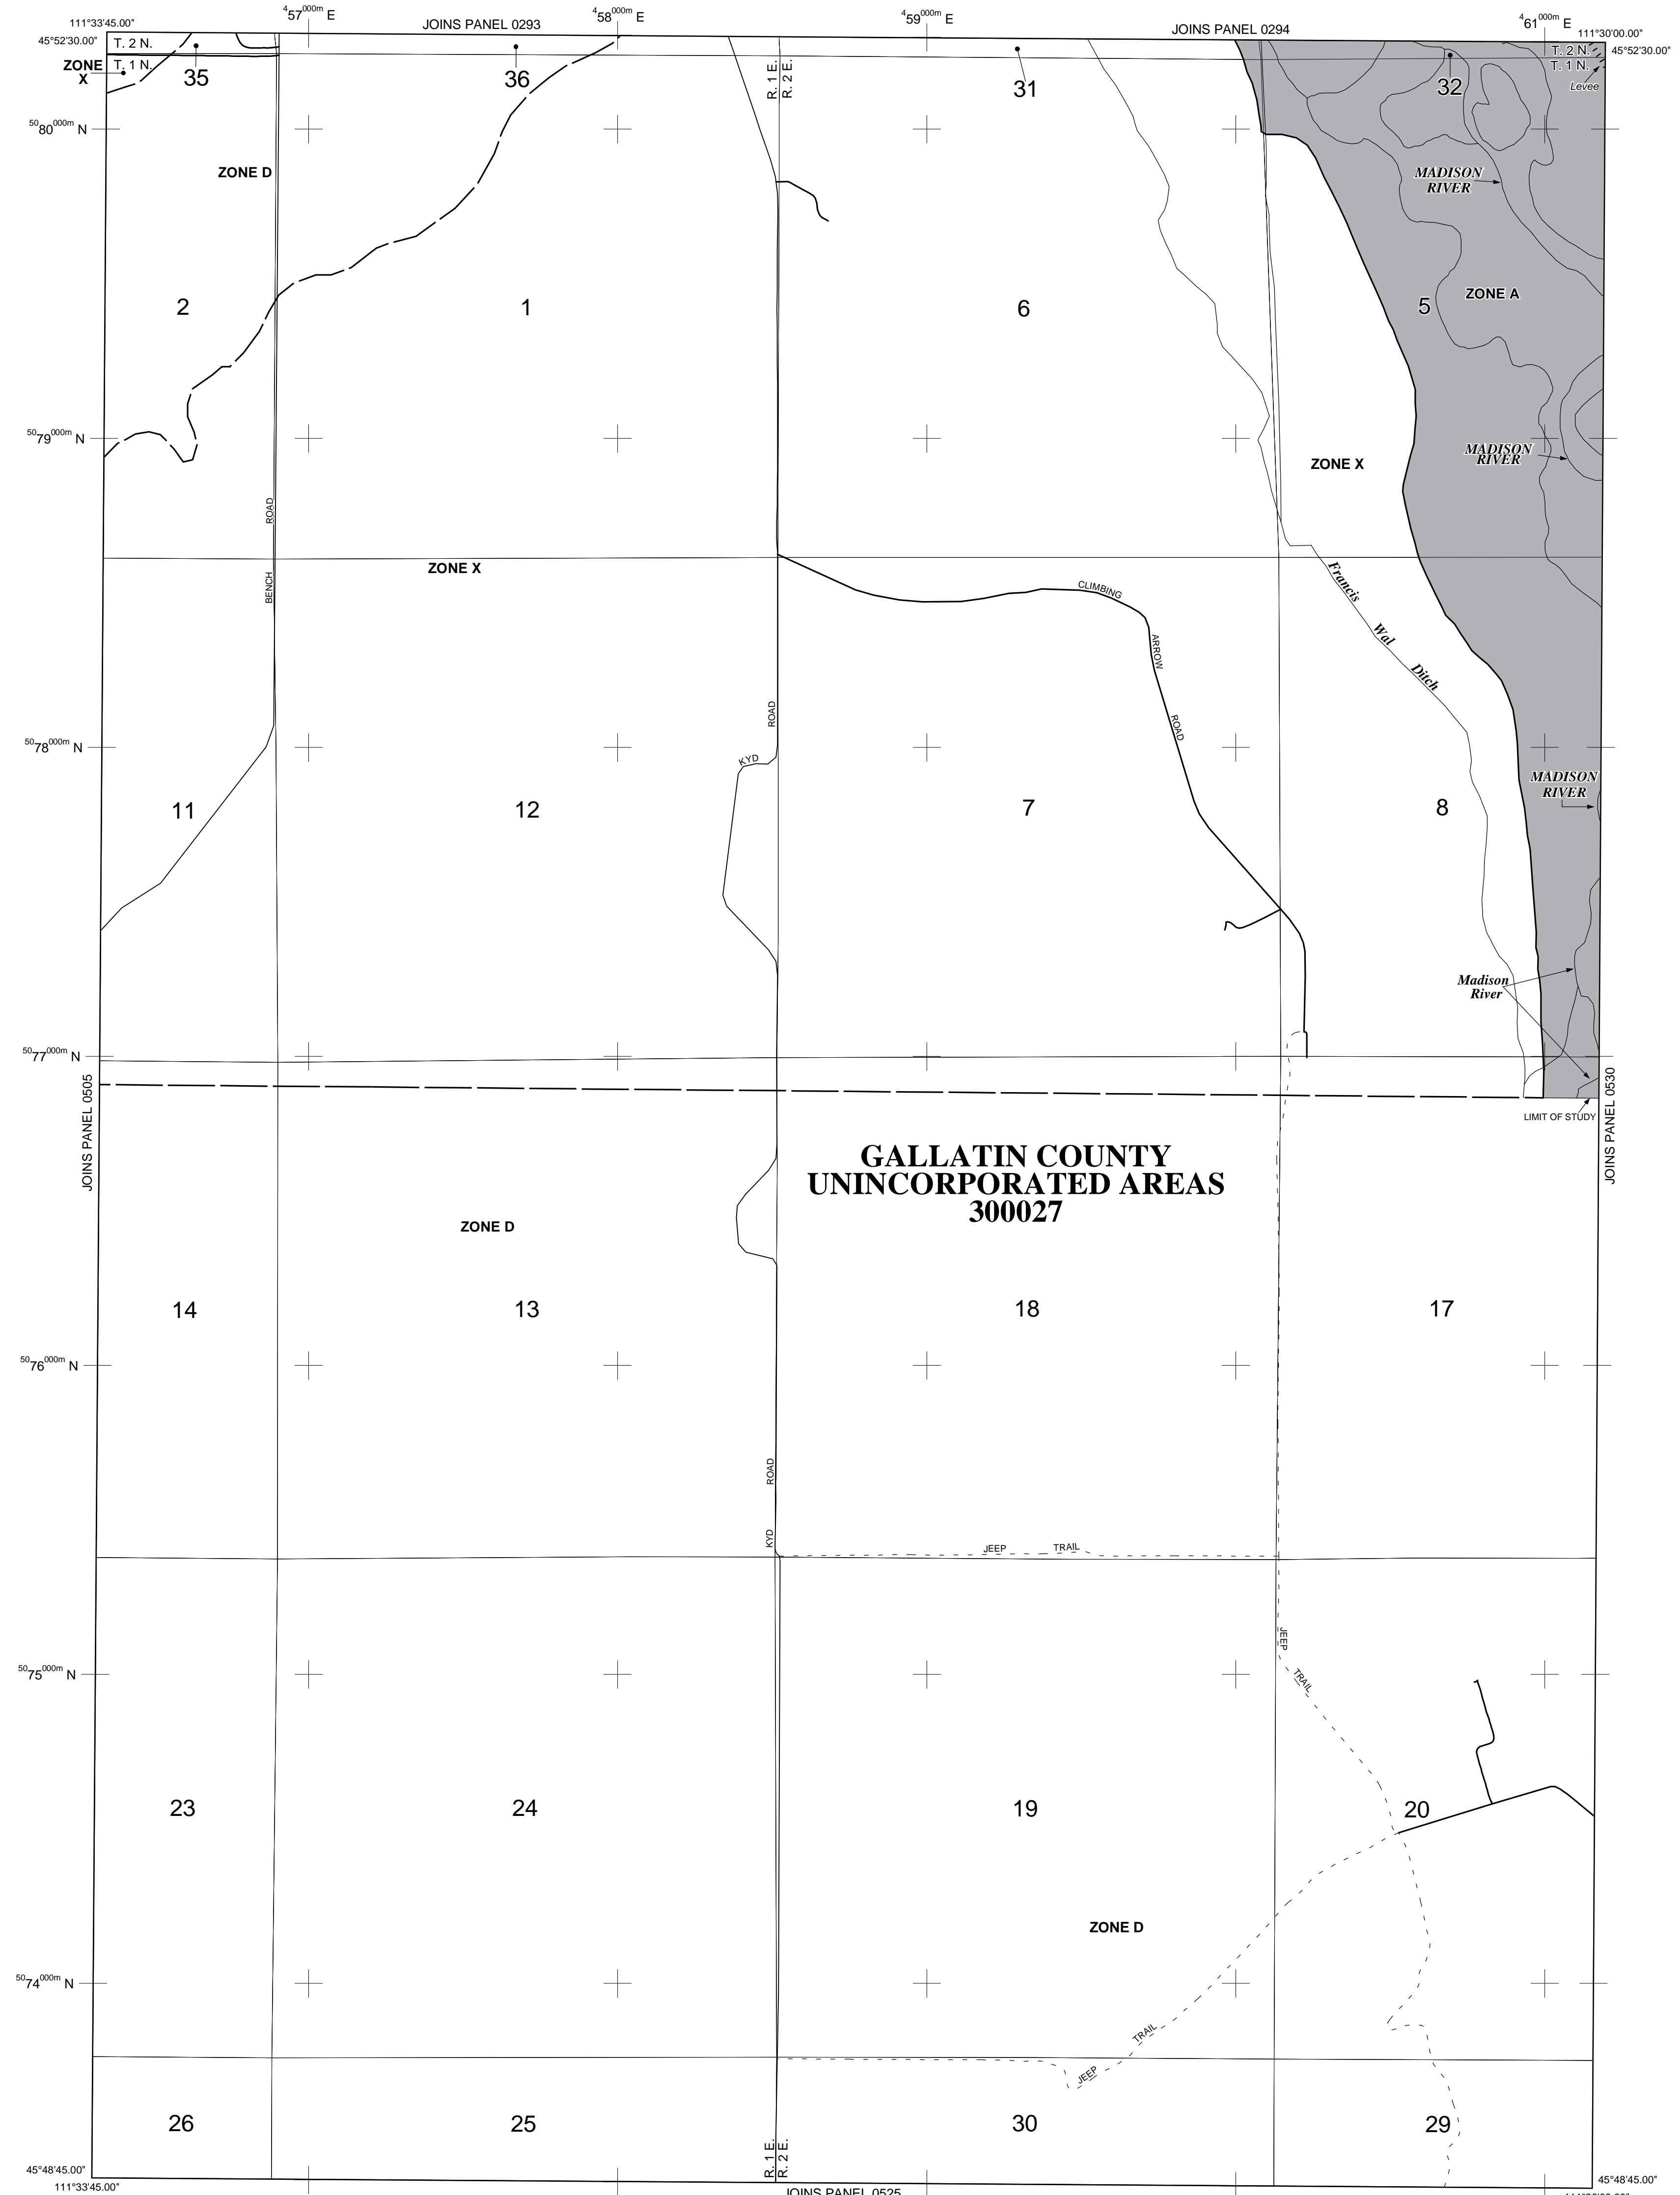 111°33'45.00"
4 57 000m E
4 58 000m E
JOINS PANEL 0293
4 59 000m E
JOINS PANEL 0294
4 61 000m E
111°30'00.00"
45°52'30.00"
T. 2 N.
T. 1 N.
ZONE
X
35
36
R. 1 E.
R. 2 E.
31
32
T. 2 N.
T. 1 N.
45°52'30.00"
Levee
50 80 000m N
ZONE D
MADISON
RIVER
2
1
6
5
ZONE A
50 79 000m N
MADISON
RIVER
ZONE X
ROAD
BENCH
ZONE X
CLIMBING
ARROW
ROAD
Francis
Wal
Ditch
ROAD
50 78 000m N
KYD
MADISON
RIVER
11
12
7
8
Madison
River
50 77 000m N
JOINS PANEL 0505
JOINS PANEL 0530
LIMIT OF STUDY
GALLATIN COUNTY
UNINCORPORATED AREAS
300027
ZONE D
14
13
18
17
50 76 000m N
ROAD
KYD
JEEP TRAIL
JEEP
TRAIL
50 75 000m N
23
24
19
20
ZONE D
50 74 000m N
TRAIL
JEEP
26
25
30
29
R. 1 E.
R. 2 E.
45°48'45.00"
111°33'45.00"
JOINS PANEL 0525
45°48'45.00"